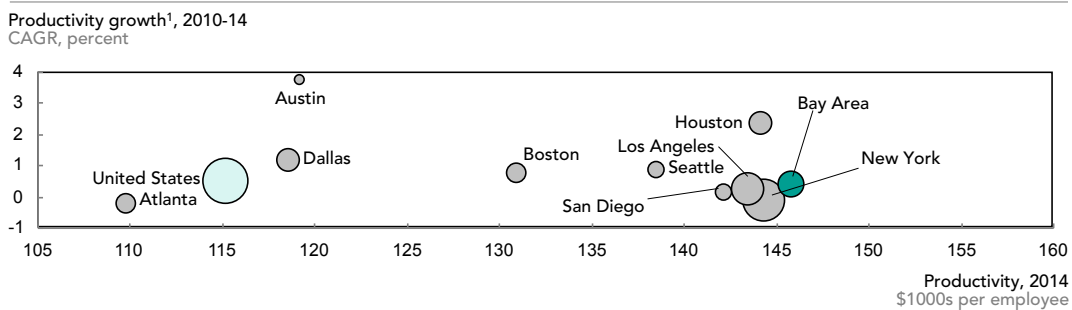 Productivity growth¹, 2010-14
CAGR, percent
4
3
2
1
0
-1
Austin
Bay Area
Houston
Los Angeles
Boston
Dallas
New York
Seattle
United States
Atlanta
San Diego
105
110
115
120
125
130
135
140
145
150
155
160
Productivity, 2014
$1000s per employee